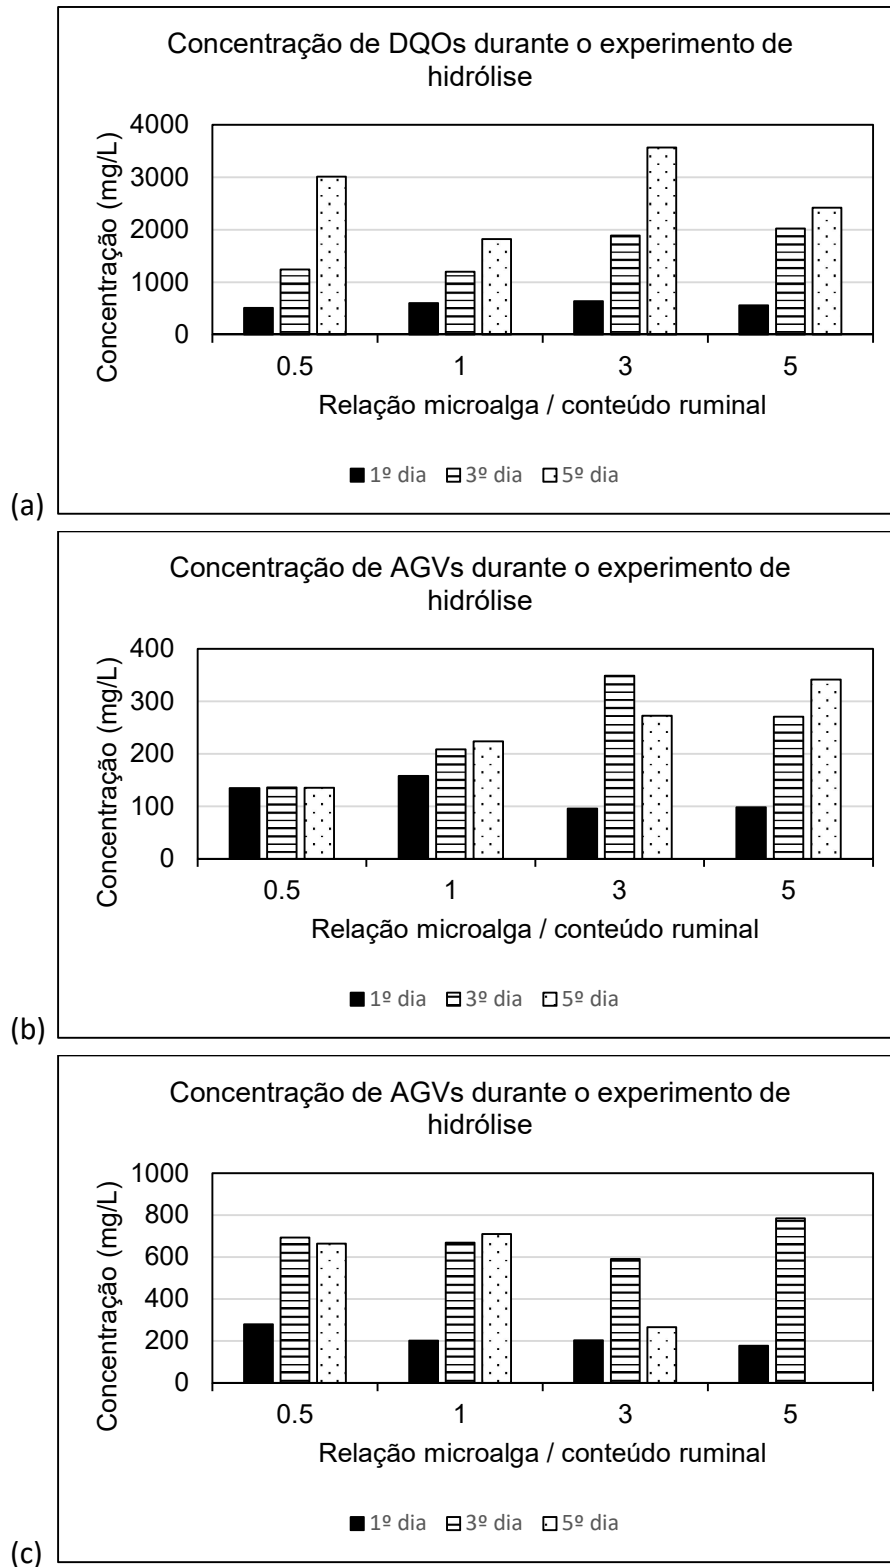 Concentração de DQOs durante o experimento de
hidrólise
Concentração (mg/L)
4000
3000
2000
1000
0
0.5 1 3 5
Relação microalga / conteúdo ruminal
1º dia 3º dia 5º dia
(a)
Concentração de AGVs durante o experimento de
hidrólise
Concentração (mg/L)
400
300
200
100
0
0.5 1 3 5
Relação microalga / conteúdo ruminal
1º dia 3º dia 5º dia
(b)
Concentração de AGVs durante o experimento de
hidrólise
Concentração (mg/L)
1000
800
600
400
200
0
0.5 1 3 5
Relação microalga / conteúdo ruminal
1º dia 3º dia 5º dia
(c)